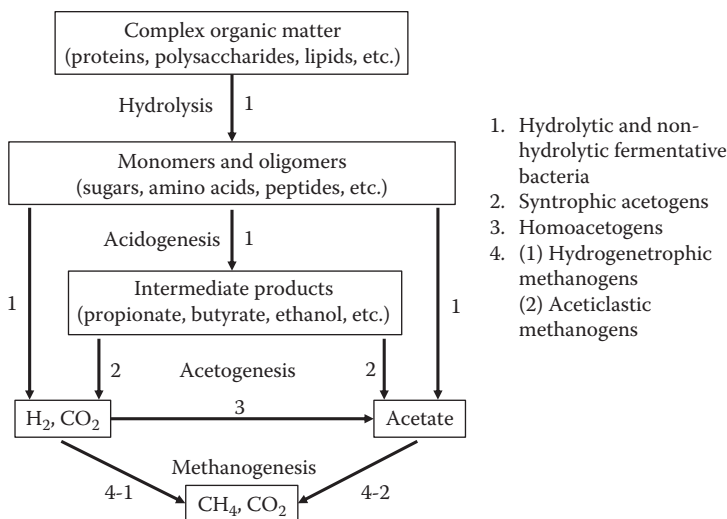 Complex organic matter
(proteins, polysaccharides, lipids, etc.)
Hydrolysis
1
Monomers and oligomers
(sugars, amino acids, peptides, etc.)
Acidogenesis
1
1
1
Intermediate products
(propionate, butyrate, ethanol, etc.)
2
Acetogenesis
2
H₂, CO₂
3
Acetate
Methanogenesis
4-1
4-2
CH₄, CO₂
1. Hydrolytic and non-
hydrolytic fermentative
bacteria
2. Syntrophic acetogens
3. Homoacetogens
4. (1) Hydrogenetrophic
methanogens
(2) Aceticlastic
methanogens